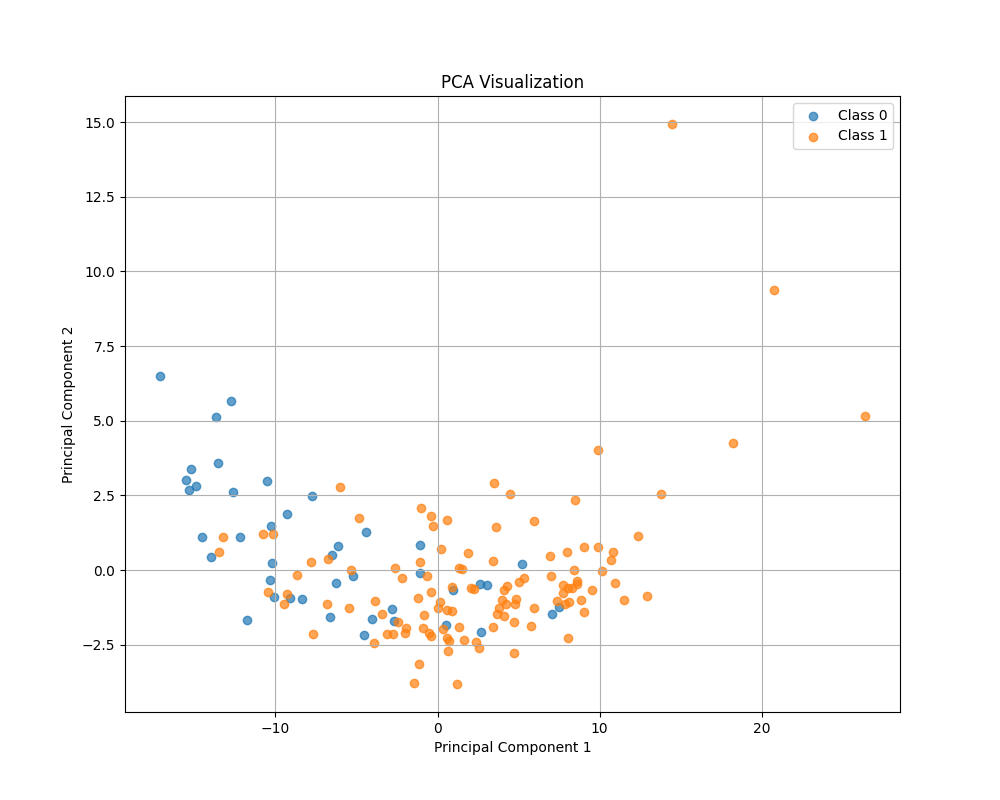 PCA Visualization
Class 0
Class 1
15.0
12.5
10.0
7.5
5.0
2.5
0.0
−2.5
Principal Component 2
−10
0
10
20
Principal Component 1